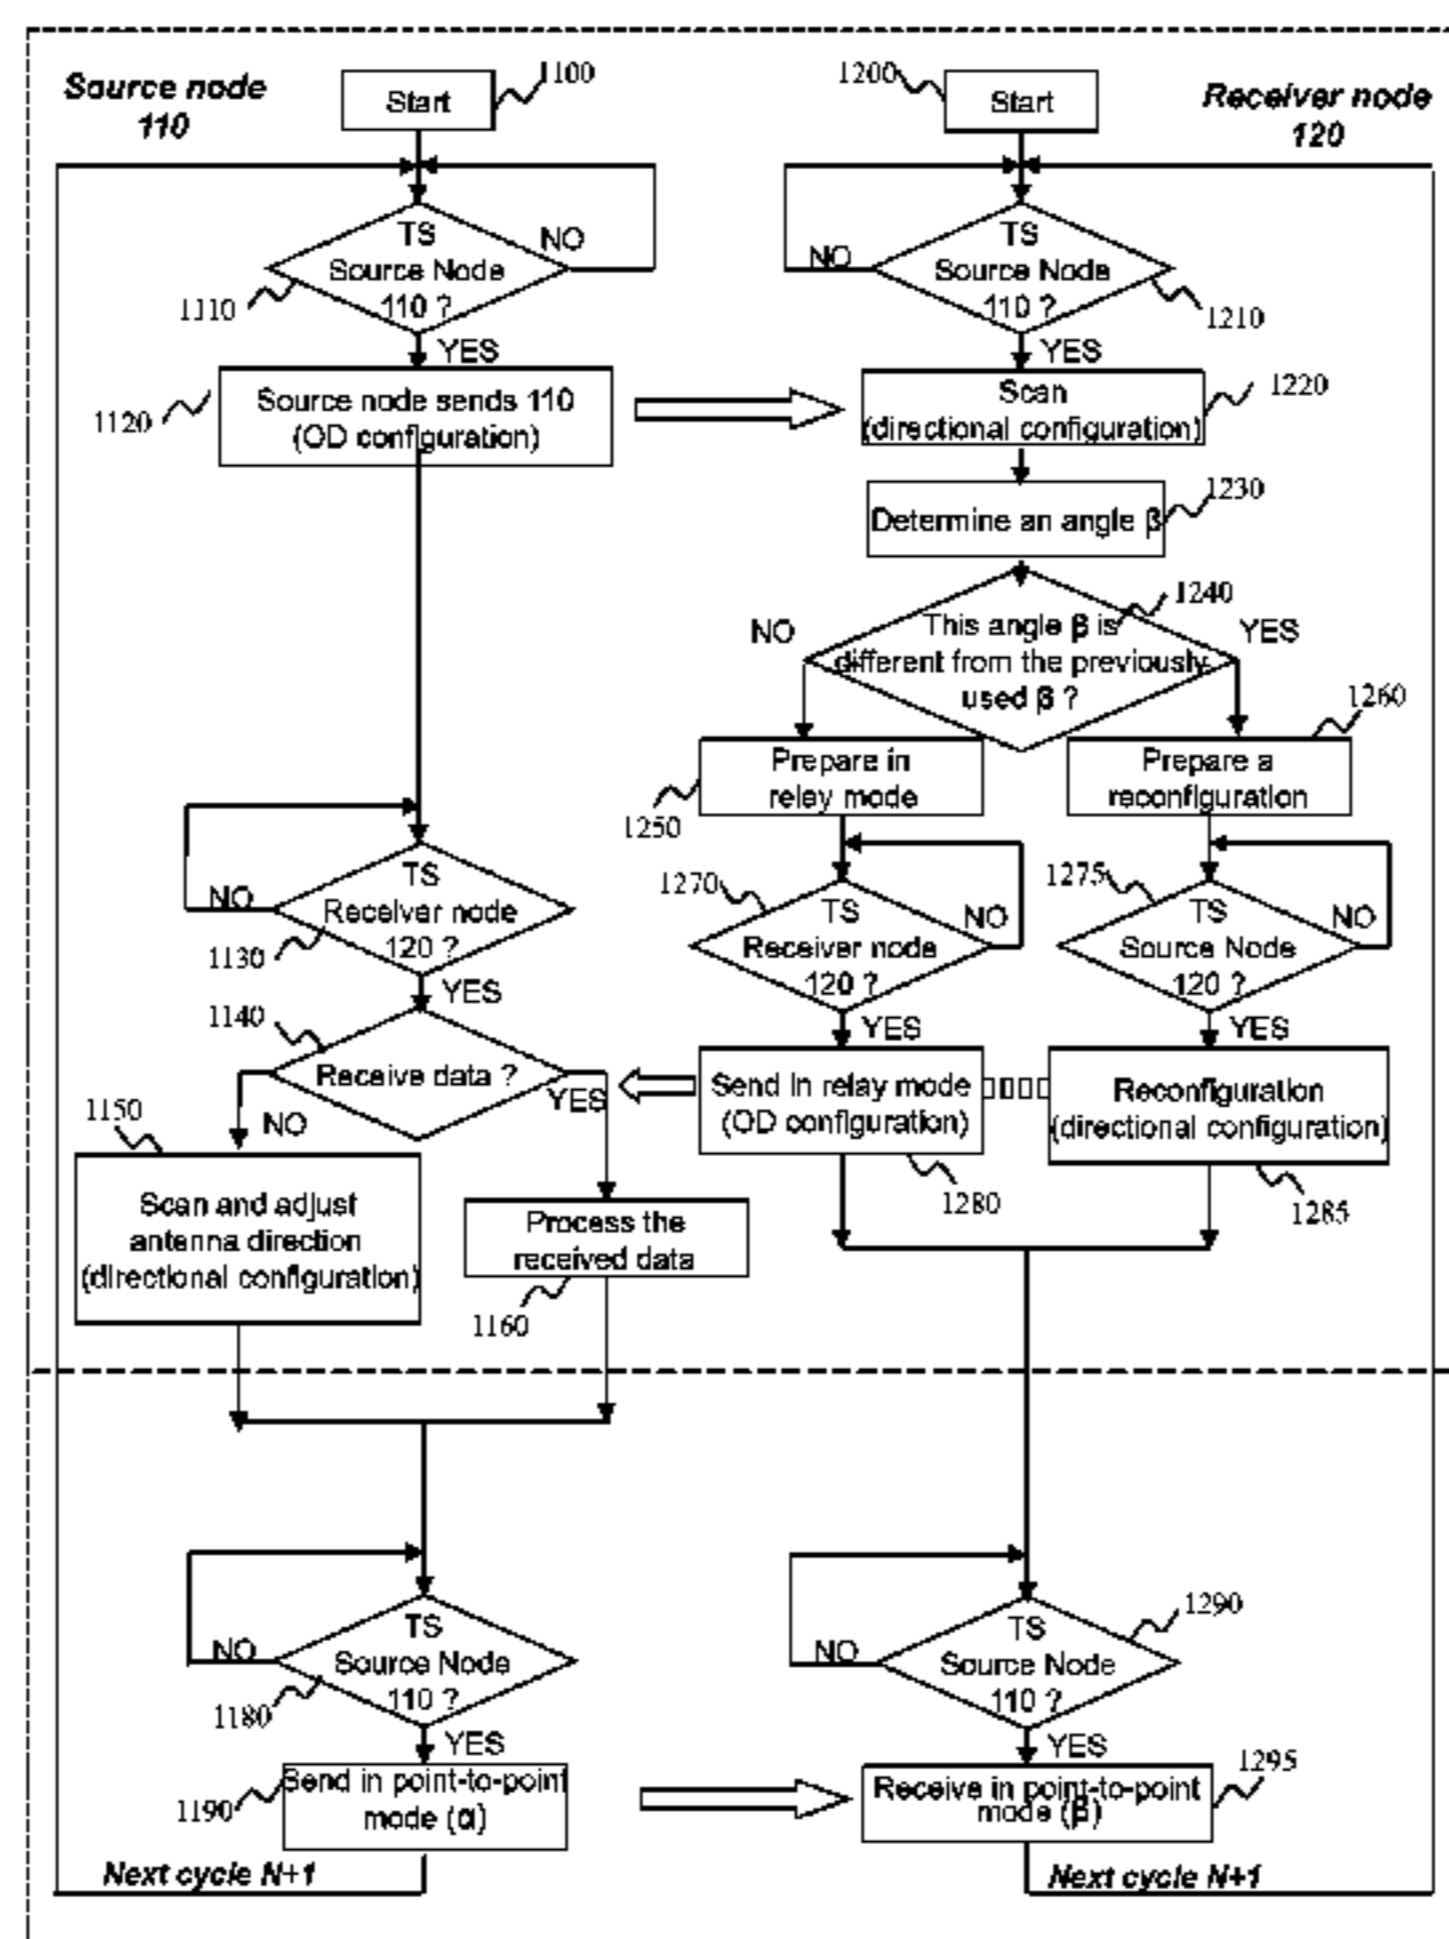 Source node
110
Start
1100
1200
Start
Receiver node
120
TS
Source Node
110 ?
NO
1110
YES
TS
Source Node
110 ?
NO
1210
YES
Source node sends 110
(OD configuration)
1120
Scan
(directional configuration)
1220
Determine an angle β
1230
This angle β is
different from the previously
used β ?
1240
NO
YES
Prepare in
relay mode
1250
Prepare a
reconfiguration
1260
TS
Receiver node
120 ?
NO
1130
YES
TS
Receiver node
120 ?
1270
NO
YES
TS
Source Node
120 ?
1275
NO
YES
Receive data ?
1140
NO
YES
Send in relay mode
(OD configuration)
1280
Reconfiguration
(directional configuration)
1285
1150
Scan and adjust
antenna direction
(directional configuration)
Process the
received data
1160
TS
Source Node
110 ?
NO
1180
YES
TS
Source Node
110 ?
NO
1290
YES
Send in point-to-point
mode (α)
1190
Receive in point-to-point
mode (β)
1295
Next cycle N+1
Next cycle N+1